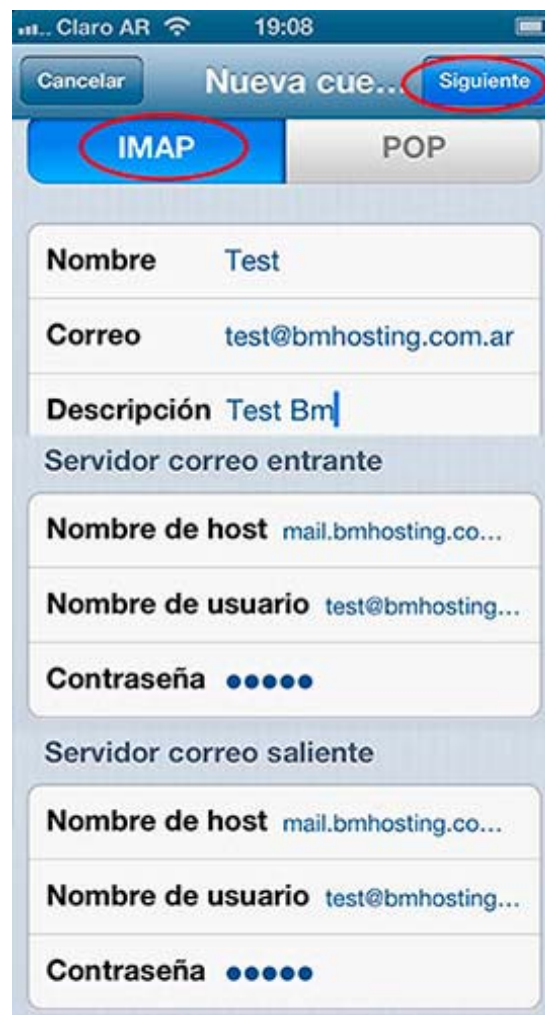 Claro AR 19:08
Cancelar Nueva cue... Siguiente
IMAP POP
Nombre Test
Correo test@bmhosting.com.ar
Descripción Test Bm
Servidor correo entrante
Nombre de host mail.bmhosting.co...
Nombre de usuario test@bmhosting...
Contraseña ●●●●●
Servidor correo saliente
Nombre de host mail.bmhosting.co...
Nombre de usuario test@bmhosting...
Contraseña ●●●●●